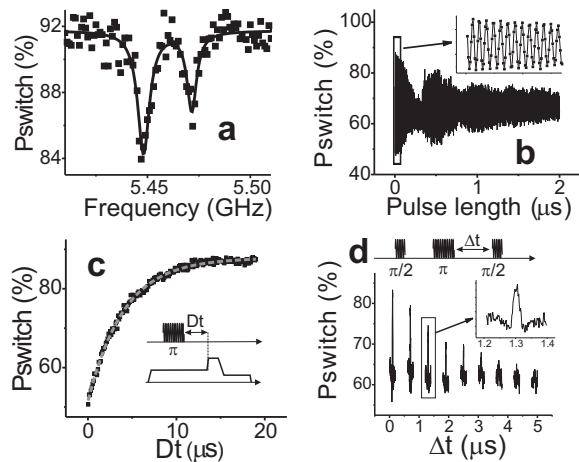 92
88
84
Pswitch (%)
a
5.45
5.50
Frequency (GHz)
100
80
60
40
Pswitch (%)
b
0
1
2
Pulse length (μs)
c
80
60
Pswitch (%)
Dt
π
0
10
20
Dt (μs)
d
Δt
π/2
π
π/2
80
70
60
50
Pswitch (%)
1.2
1.3
1.4
0
1
2
3
4
5
Δt (μs)